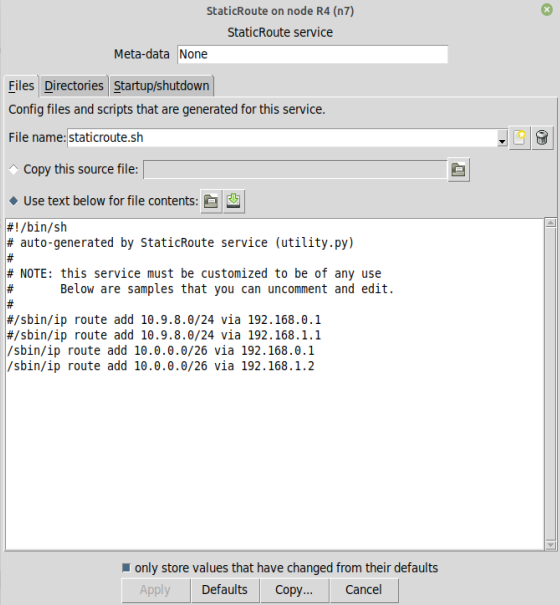 StaticRoute on node R4 (n7)
StaticRoute service
Meta-data None
Files Directories Startup/shutdown
Config files and scripts that are generated for this service.
File name: staticroute.sh
Copy this source file:
Use text below for file contents:
#!/bin/sh
# auto-generated by StaticRoute service (utility.py)
#
# NOTE: this service must be customized to be of any use
#       Below are samples that you can uncomment and edit.
#
#/sbin/ip route add 10.9.8.0/24 via 192.168.0.1
#/sbin/ip route add 10.9.8.0/24 via 192.168.1.1
/sbin/ip route add 10.0.0.0/26 via 192.168.0.1
/sbin/ip route add 10.0.0.0/26 via 192.168.1.2
only store values that have changed from their defaults
Apply Defaults Copy... Cancel